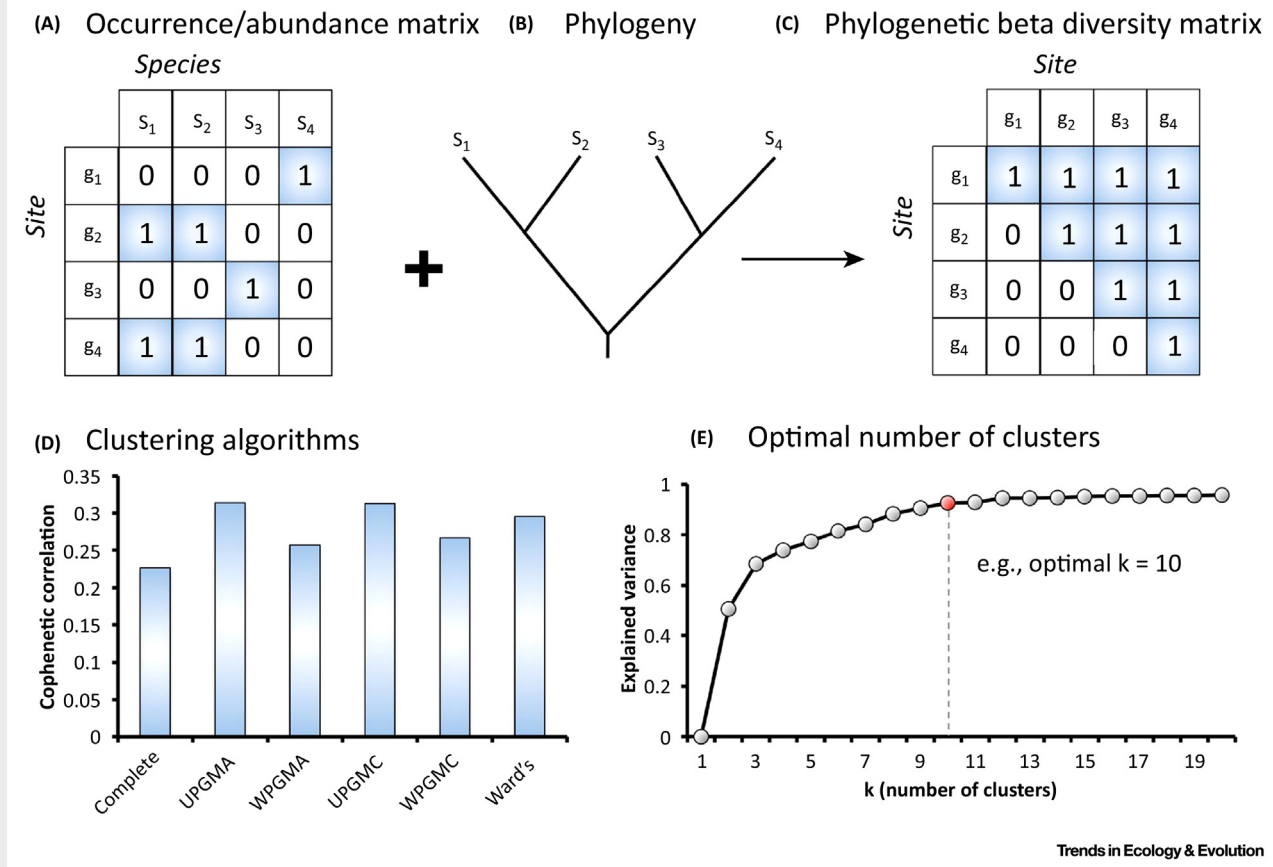 (A) Occurrence/abundance matrix
Species
S1 S2 S3 S4
Site
g1 0 0 0 1
g2 1 1 0 0
g3 0 0 1 0
g4 1 1 0 0
+
(B) Phylogeny
S1 S2 S3 S4
(C) Phylogenetic beta diversity matrix
Site
g1 g2 g3 g4
Site
g1 1 1 1 1
g2 0 1 1 1
g3 0 0 1 1
g4 0 0 0 1
(D) Clustering algorithms
Cophenetic correlation
0.35
0.3
0.25
0.2
0.15
0.1
0.05
0
Complete UPGMA WPGMA UPGMC WPGMC Ward's
(E) Optimal number of clusters
Explained variance
1
0.8
0.6
0.4
0.2
0
e.g., optimal k = 10
1 3 5 7 9 11 13 15 17 19
k (number of clusters)
Trends in Ecology & Evolution